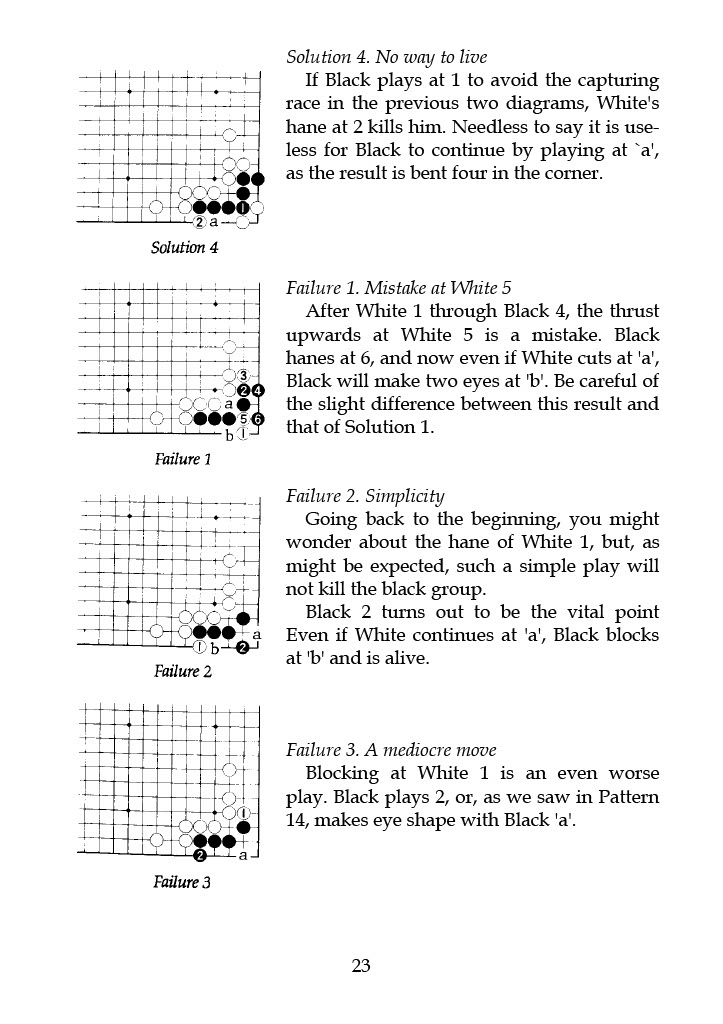 Solution 4. No way to live
If Black plays at 1 to avoid the capturing
race in the previous two diagrams, White's
hane at 2 kills him. Needless to say it is use-
less for Black to continue by playing at `a',
as the result is bent four in the corner.
1
2 a
Solution 4
Failure 1. Mistake at White 5
After White 1 through Black 4, the thrust
upwards at White 5 is a mistake. Black
hanes at 6, and now even if White cuts at 'a',
Black will make two eyes at 'b'. Be careful of
the slight difference between this result and
that of Solution 1.
3
2 4
a
5 6
b 1
Failure 1
Failure 2. Simplicity
Going back to the beginning, you might
wonder about the hane of White 1, but, as
might be expected, such a simple play will
not kill the black group.
Black 2 turns out to be the vital point
Even if White continues at 'a', Black blocks
at 'b' and is alive.
a
1 b 2
Failure 2
Failure 3. A mediocre move
Blocking at White 1 is an even worse
play. Black plays 2, or, as we saw in Pattern
14, makes eye shape with Black 'a'.
1
2 a
Failure 3
23